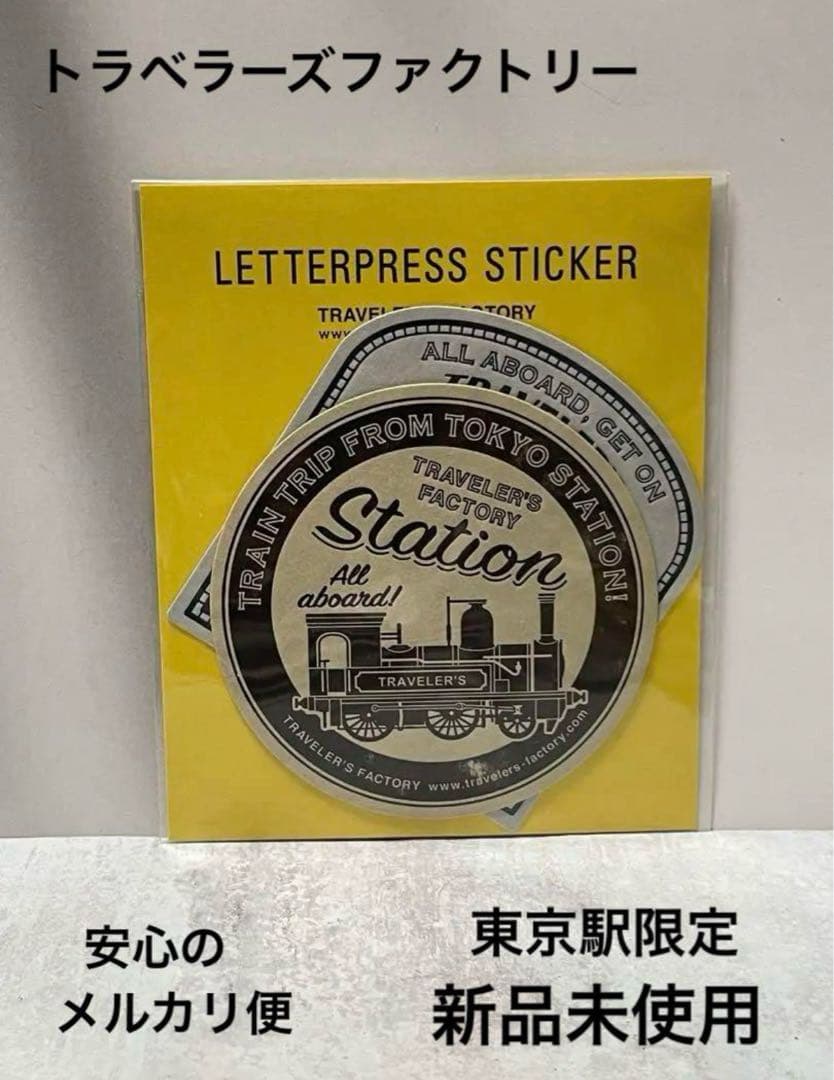 トラベラーズファクトリー
LETTERPRESS STICKER
TRAVELE FACTORY
www.
ALL ABOARD, GET ON
TRAIN TRIP FROM TOKYO STATION!
TRAVELER'S
FACTORY
Station
All
aboard!
TRAVELER'S
TRAVELER'S FACTORY www.travelers-factory.com
安心の
メルカリ便
東京駅限定
新品未使用